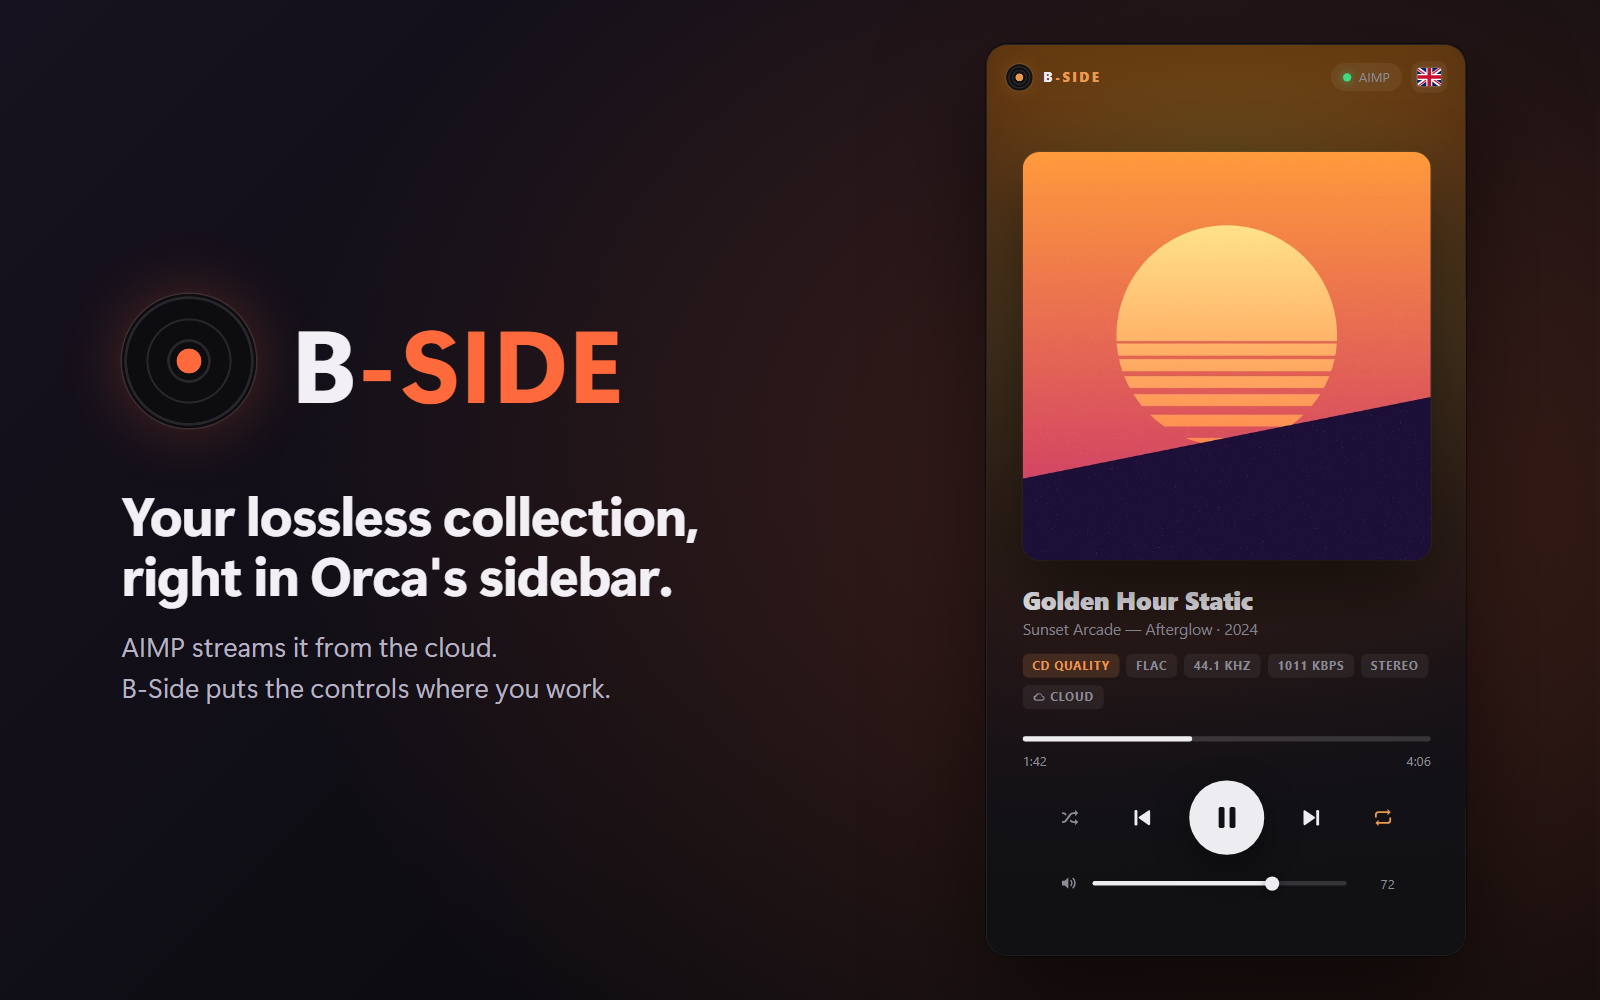 B-SIDE
Your lossless collection,
right in Orca's sidebar.
AIMP streams it from the cloud.
B-Side puts the controls where you work.
B-SIDE
AIMP
Golden Hour Static
Sunset Arcade — Afterglow · 2024
CD QUALITY FLAC 44.1 KHZ 1011 KBPS STEREO
CLOUD
1:42 4:06
72